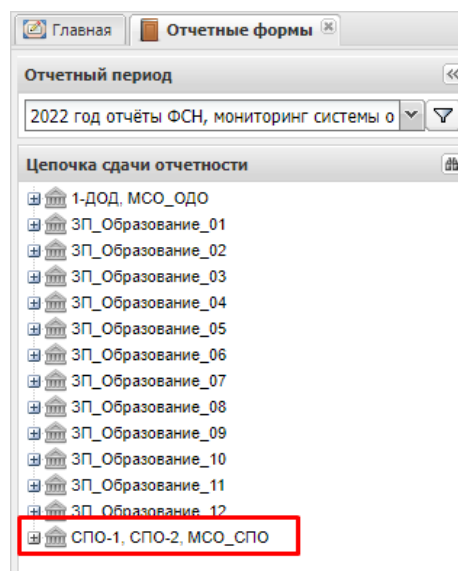 Главная Отчетные формы
Отчетный период
2022 год отчёты ФСН, мониторинг системы о
Цепочка сдачи отчетности
1-ДОД, МСО_ОДО
ЗП_Образование_01
ЗП_Образование_02
ЗП_Образование_03
ЗП_Образование_04
ЗП_Образование_05
ЗП_Образование_06
ЗП_Образование_07
ЗП_Образование_08
ЗП_Образование_09
ЗП_Образование_10
ЗП_Образование_11
ЗП_Образование_12
СПО-1, СПО-2, МСО_СПО